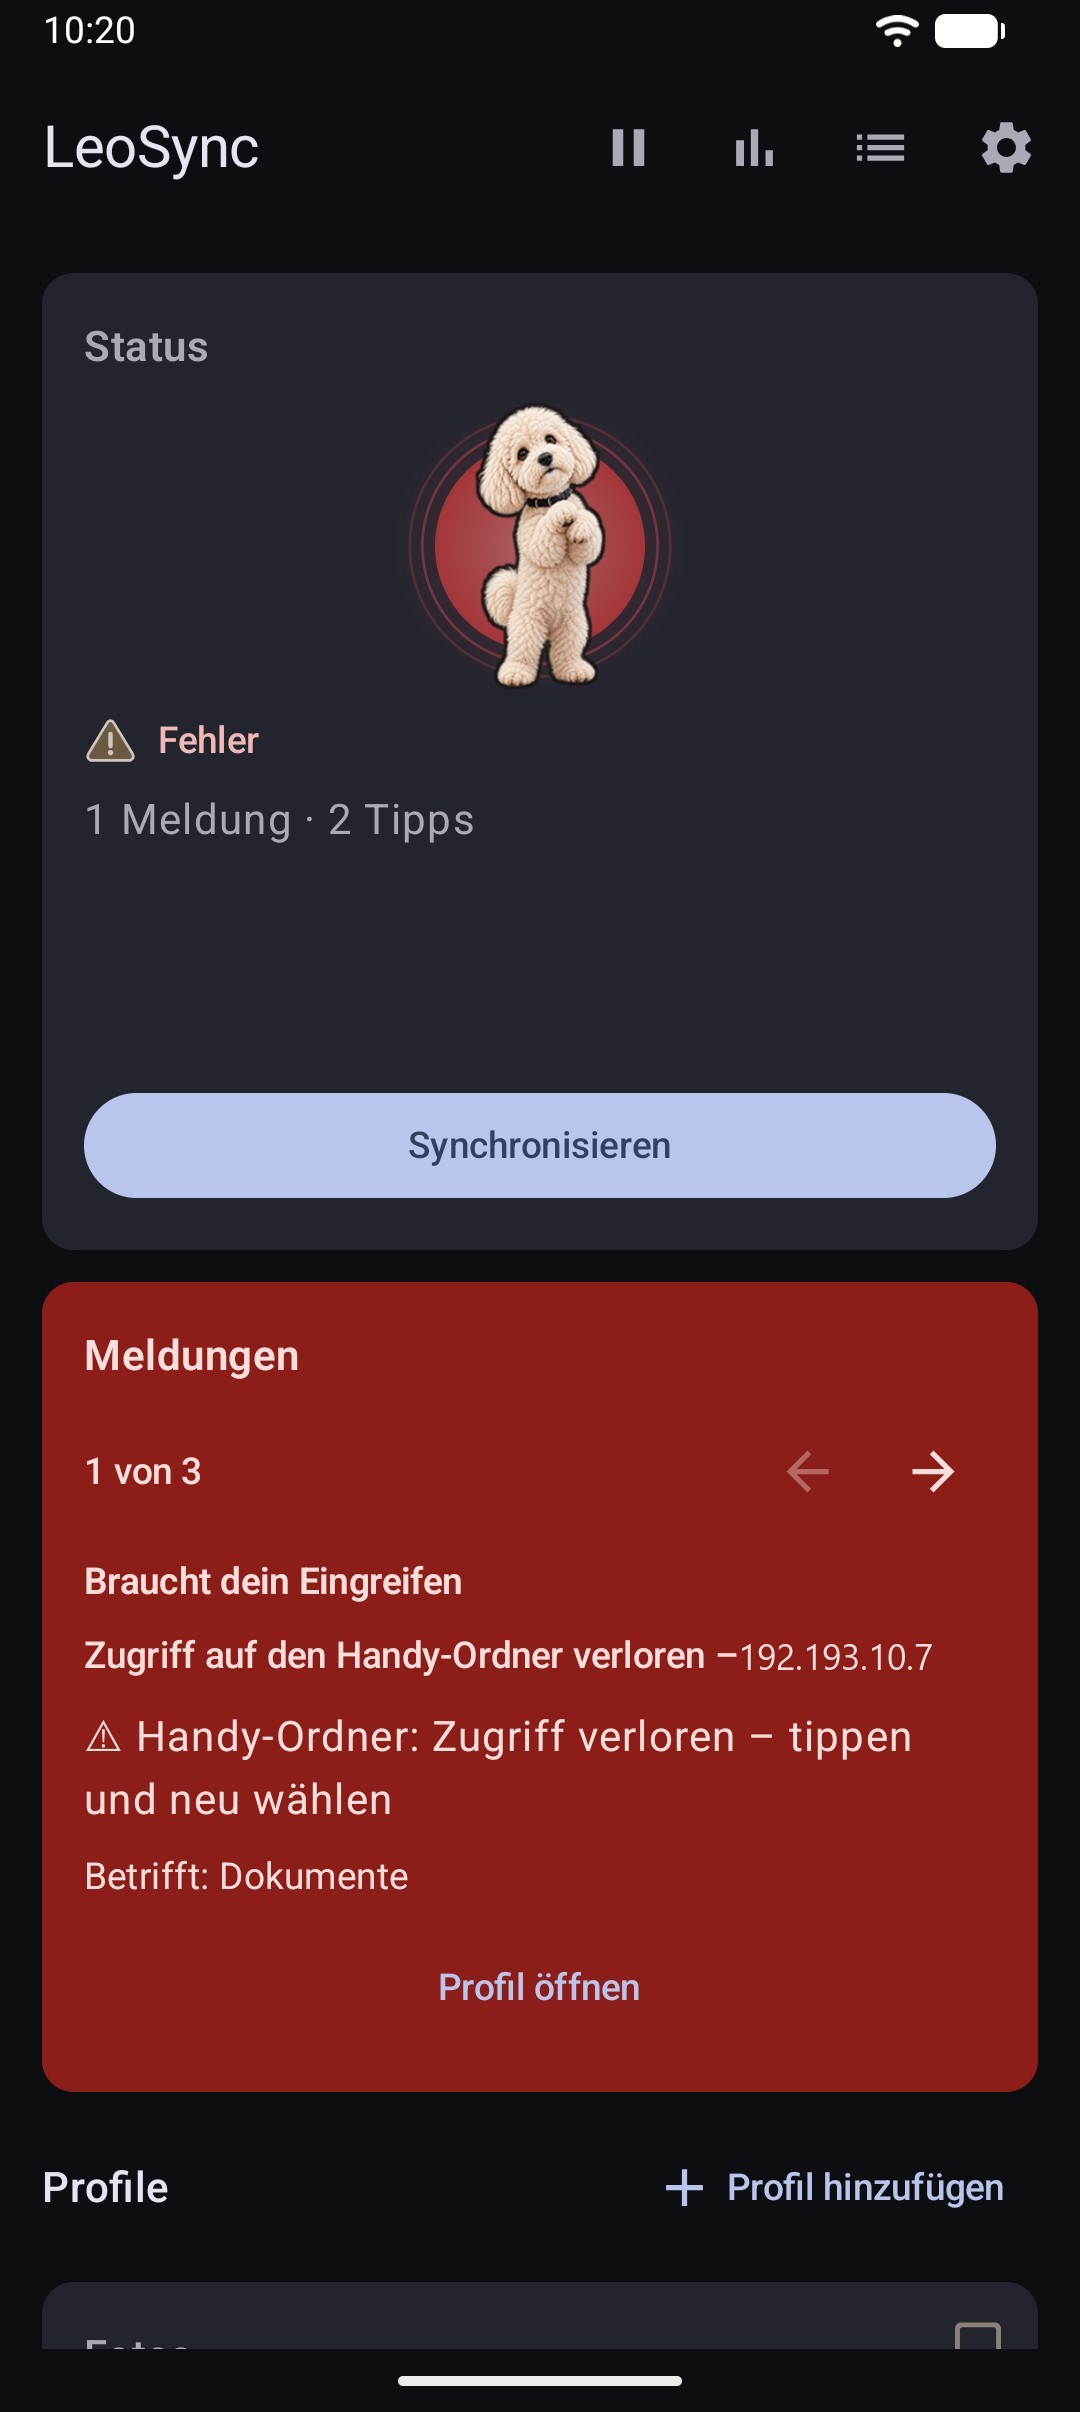 10:20
LeoSync
Status
Fehler
1 Meldung · 2 Tipps
Synchronisieren
Meldungen
1 von 3
Braucht dein Eingreifen
Zugriff auf den Handy-Ordner verloren –192.193.10.7
⚠ Handy-Ordner: Zugriff verloren – tippen
und neu wählen
Betrifft: Dokumente
Profil öffnen
Profile
+ Profil hinzufügen